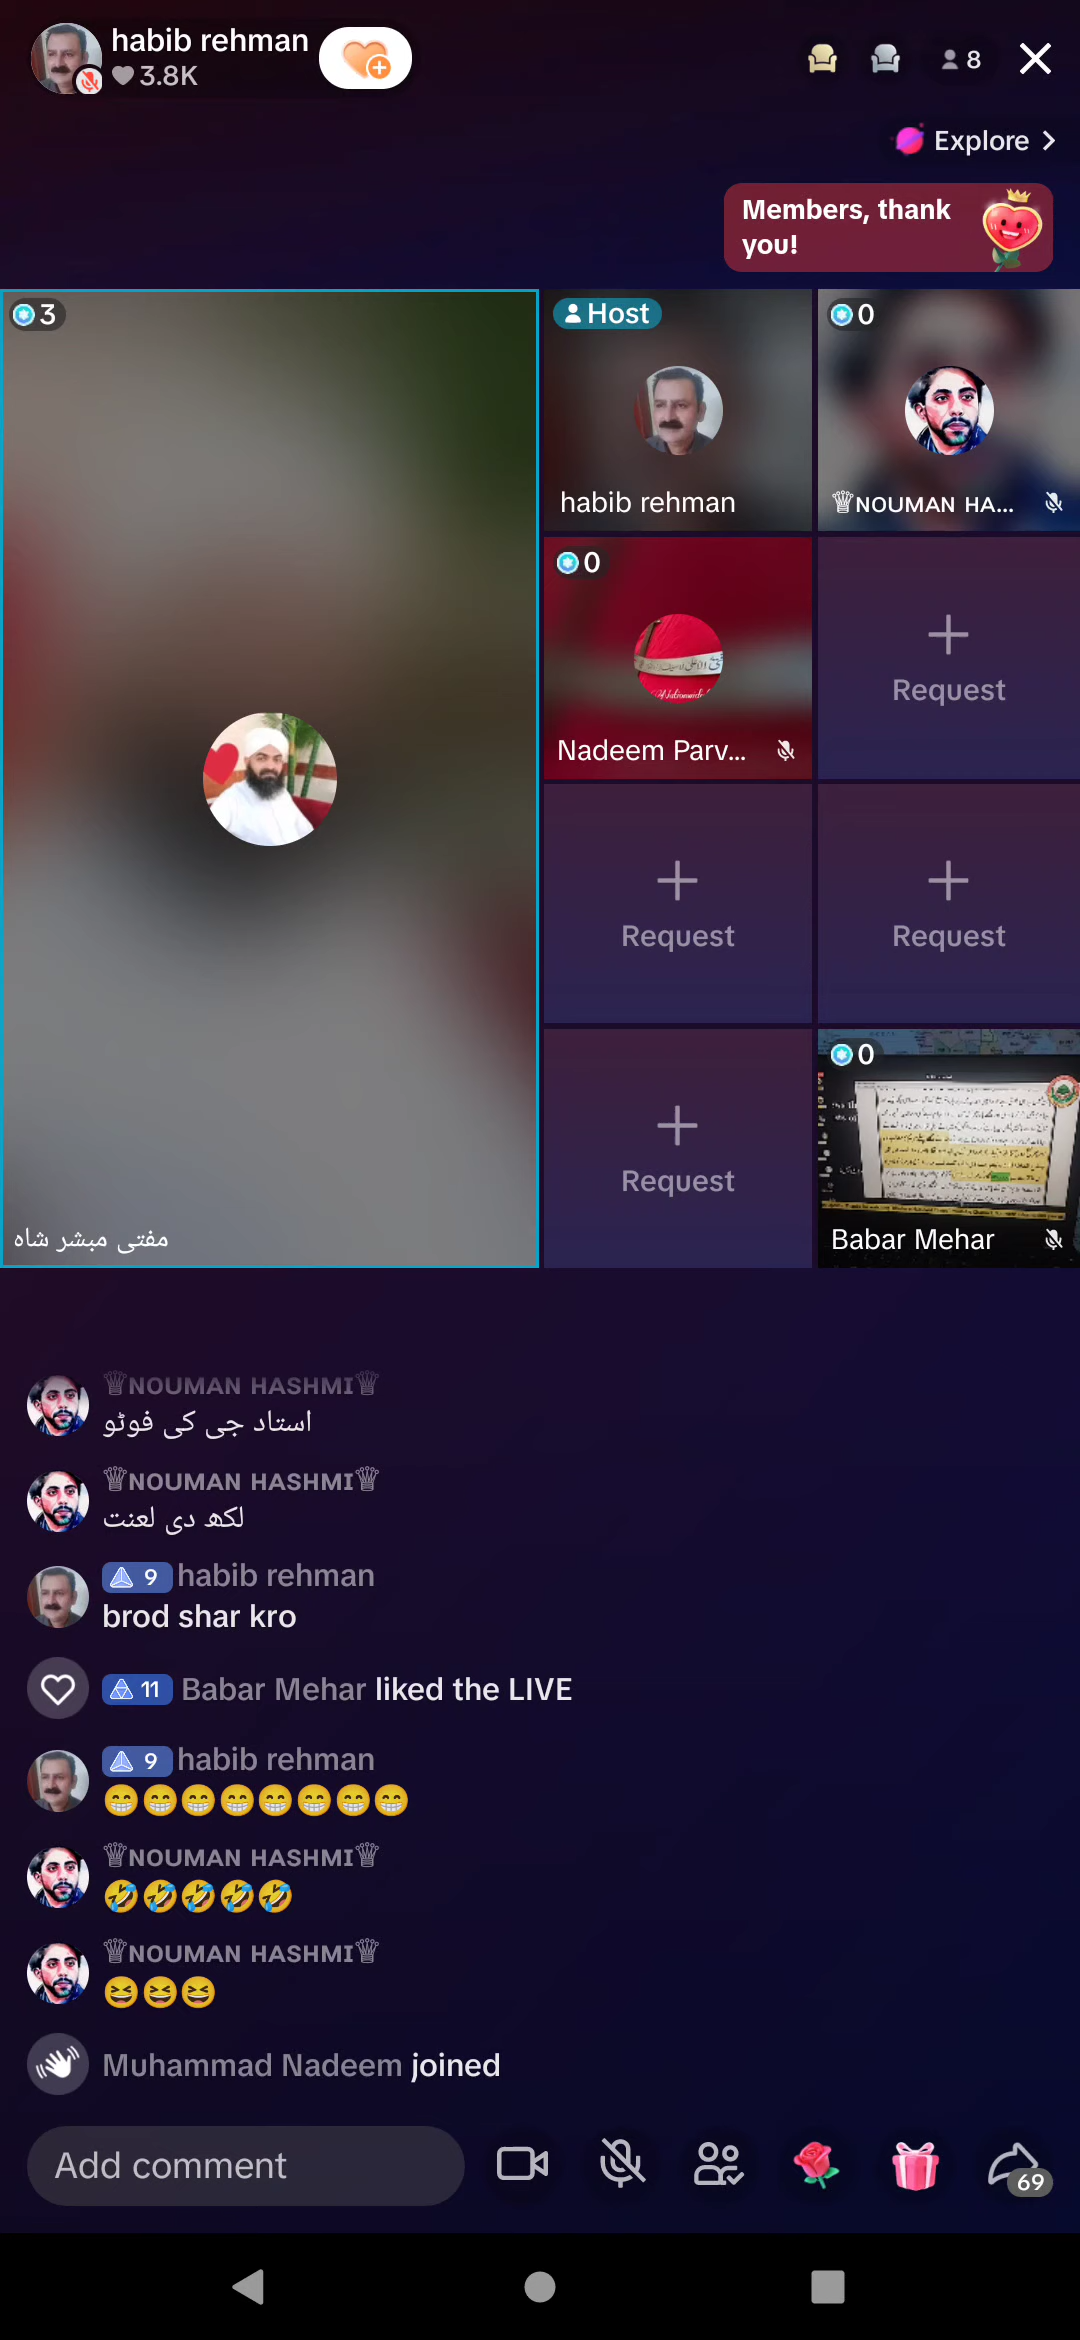 habib rehman
3.8K
8
Explore
Members, thank
you!
3
Host
0
habib rehman
♕NOUMAN HA...
0
Nadeem Parv...
Request
Request
Request
Request
0
Babar Mehar
مفتی مبشر شاہ
♕NOUMAN HASHMI♕
استاد جی کی فوٹو
♕NOUMAN HASHMI♕
لکھ دی لعنت
9 habib rehman
brod shar kro
11 Babar Mehar liked the LIVE
9 habib rehman
😁😁😁😁😁😁😁😁
♕NOUMAN HASHMI♕
🤣🤣🤣🤣🤣
♕NOUMAN HASHMI♕
😆😆😆
Muhammad Nadeem joined
Add comment
69